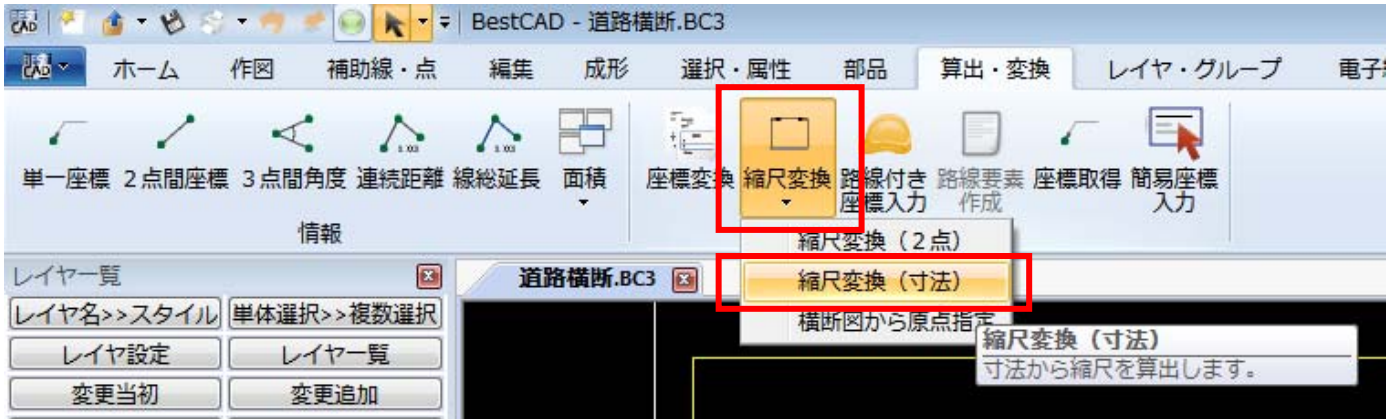 CAD BestCAD - 道路横断.BC3
CAD ホーム 作図 補助線・点 編集 成形 選択・属性 部品 算出・変換 レイヤ・グループ
単一座標 2点間座標 3点間角度 連続距離 線総延長 面積 座標変換 縮尺変換 路線付き 路線要素 座標取得 簡易座標
座標入力 作成 入力
情報
縮尺変換（2点）
レイヤ一覧 道路横断.BC3 縮尺変換（寸法）
レイヤ名>>スタイル 単体選択>>複数選択
横断図から原点指定
レイヤ設定 レイヤ一覧 縮尺変換（寸法）
寸法から縮尺を算出します。
変更当初 変更追加